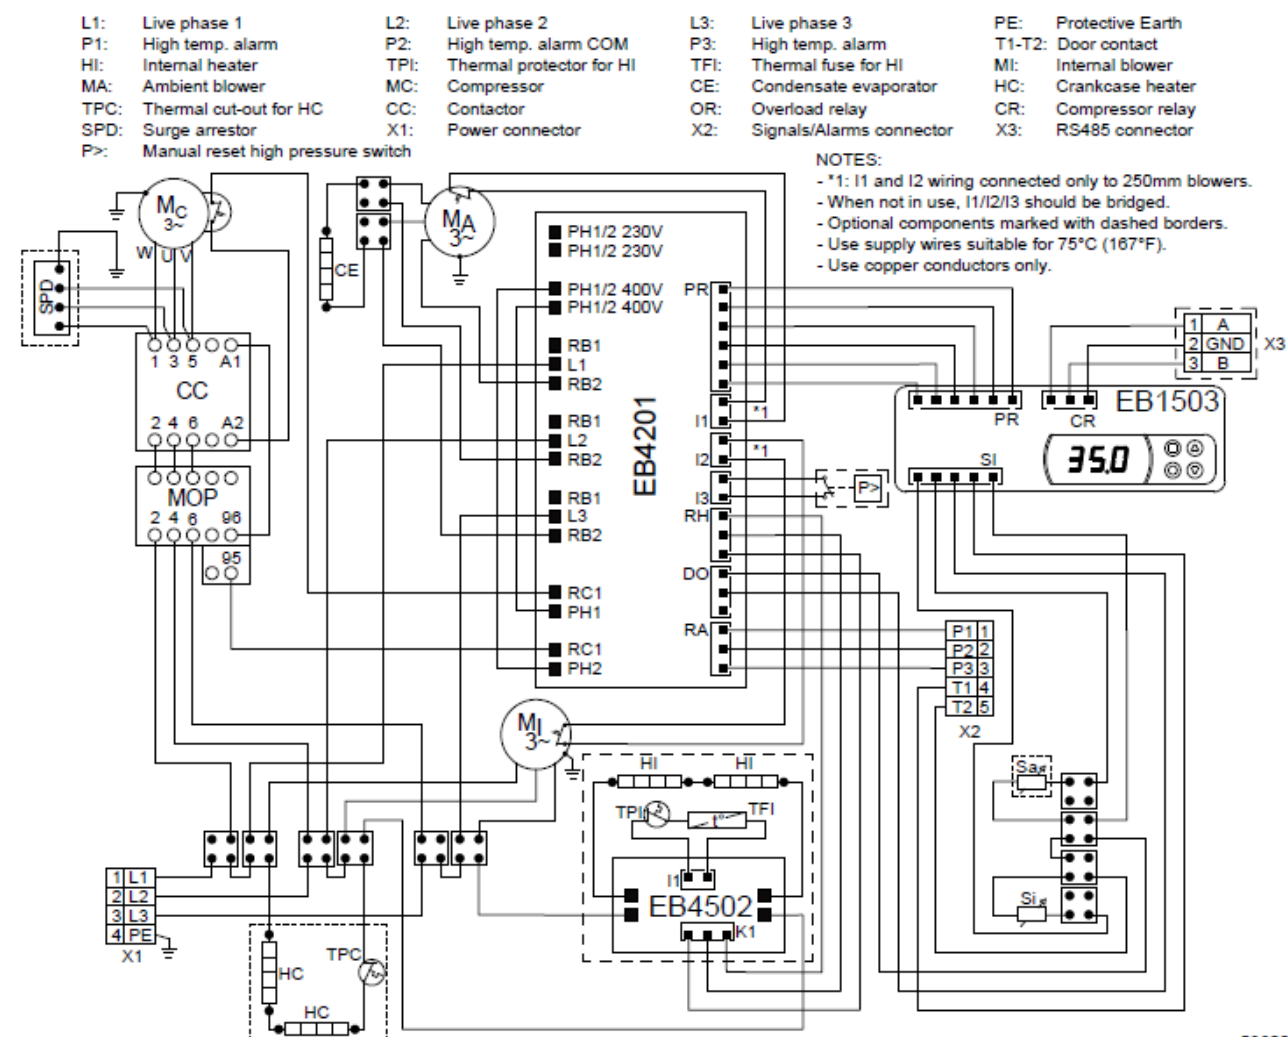 L1: Live phase 1 L2: Live phase 2 L3: Live phase 3 PE: Protective Earth
P1: High temp. alarm P2: High temp. alarm COM P3: High temp. alarm T1-T2: Door contact
HI: Internal heater TPI: Thermal protector for HI TFI: Thermal fuse for HI MI: Internal blower
MA: Ambient blower MC: Compressor CE: Condensate evaporator HC: Crankcase heater
TPC: Thermal cut-out for HC CC: Contactor OR: Overload relay CR: Compressor relay
SPD: Surge arrestor X1: Power connector X2: Signals/Alarms connector X3: RS485 connector
P>: Manual reset high pressure switch
NOTES:
- *1: I1 and I2 wiring connected only to 250mm blowers.
- When not in use, I1/I2/I3 should be bridged.
- Optional components marked with dashed borders.
- Use supply wires suitable for 75°C (167°F).
- Use copper conductors only.
MC
3~
W U V
SPD
1 3 5 A1
CC
2 4 6 A2
MOP
2 4 6 96
95
CE
MA
3~
PH1/2 230V
PH1/2 230V
PH1/2 400V
PH1/2 400V
RB1
L1
RB2
RB1
L2
RB2
RB1
L3
RB2
RC1
PH1
RC1
PH2
EB4201
PR
I1
I2
I3
RH
DO
RA
*1
*1
P>
1 A
2 GND
3 B
X3
EB1503
PR
CR
SI
35.0
P1 1
P2 2
P3 3
T1 4
T2 5
X2
Sa
Si
MI
3~
HI
HI
TPI
t°
TFI
I1
EB4502
K1
1 L1
2 L2
3 L3
4 PE
X1
TPC
HC
HC